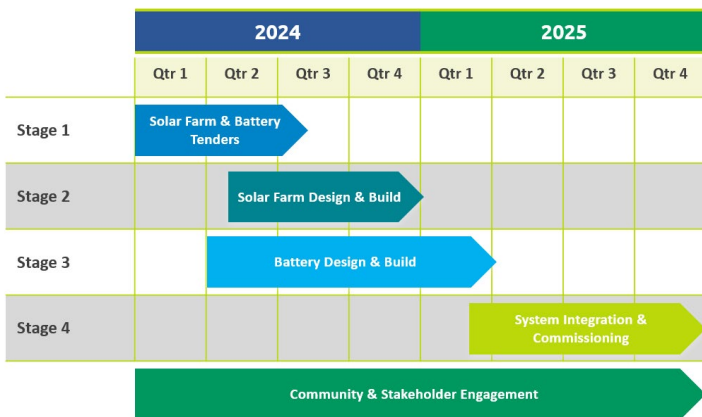 2024 2025
Qtr 1 Qtr 2 Qtr 3 Qtr 4 Qtr 1 Qtr 2 Qtr 3 Qtr 4
Stage 1
Solar Farm & Battery
Tenders
Stage 2
Solar Farm Design & Build
Stage 3
Battery Design & Build
Stage 4
System Integration &
Commissioning
Community & Stakeholder Engagement